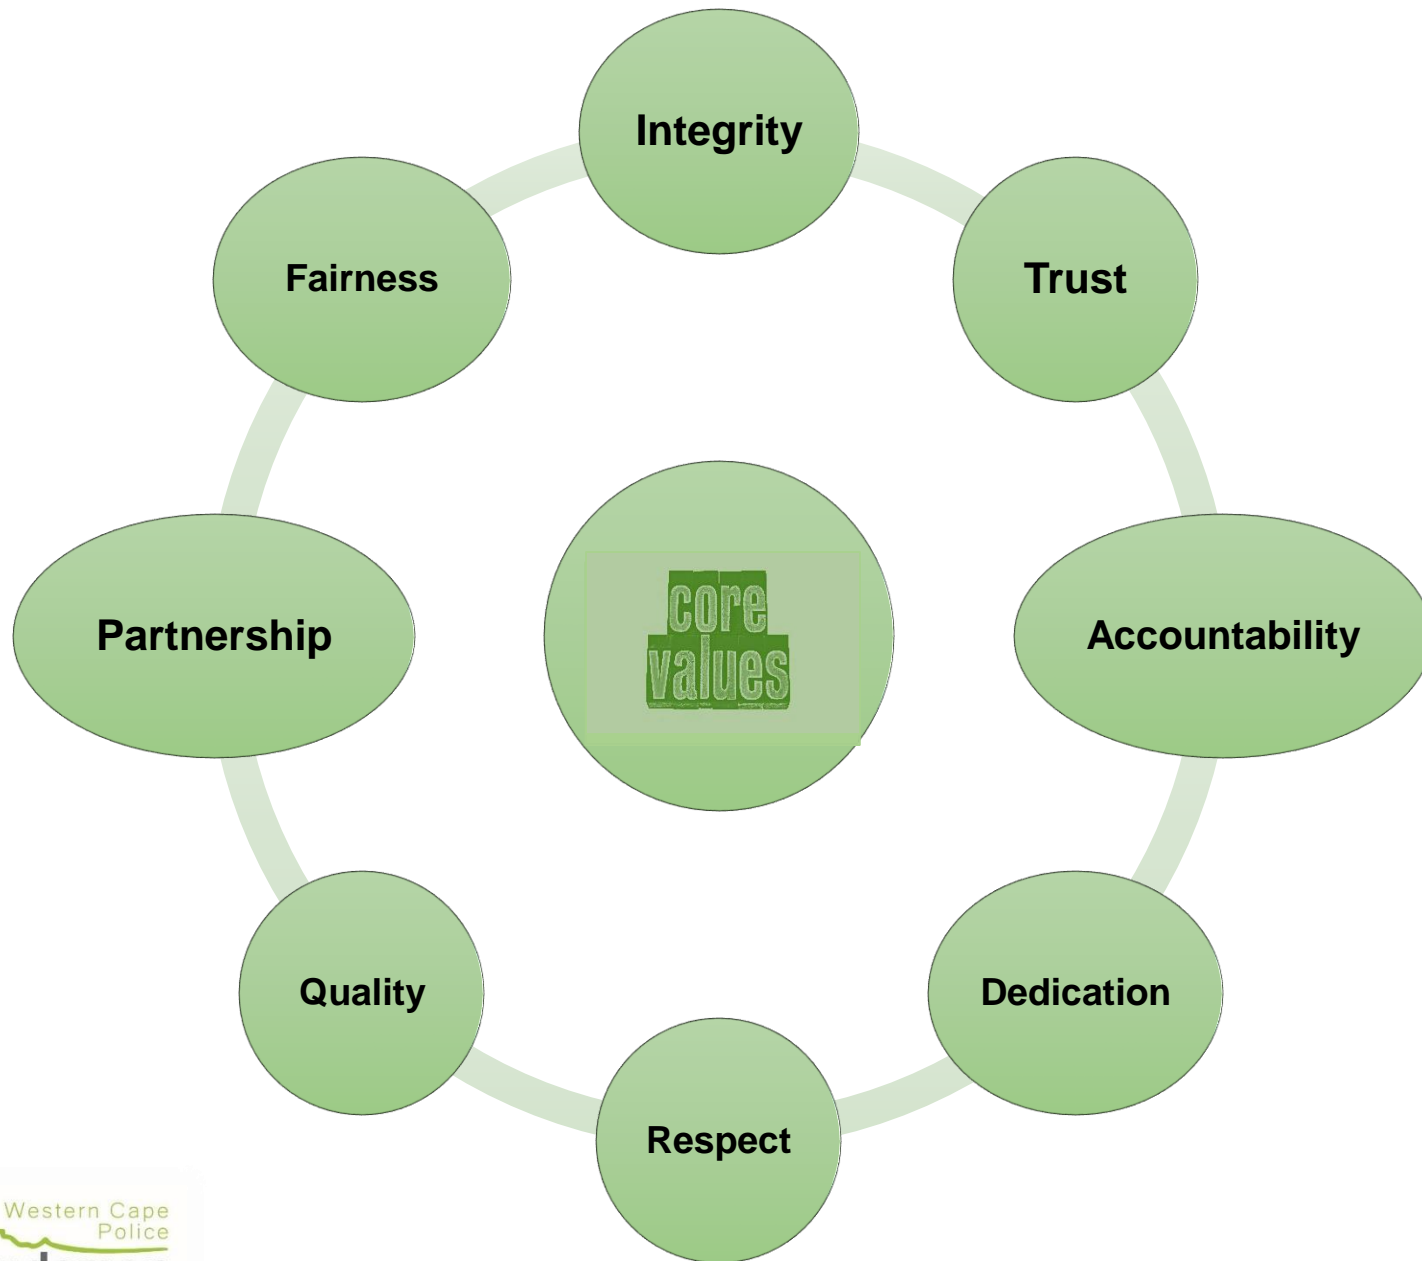 Integrity
Fairness
Trust
core
values
Partnership
Accountability
Quality
Dedication
Respect
Western Cape
Police